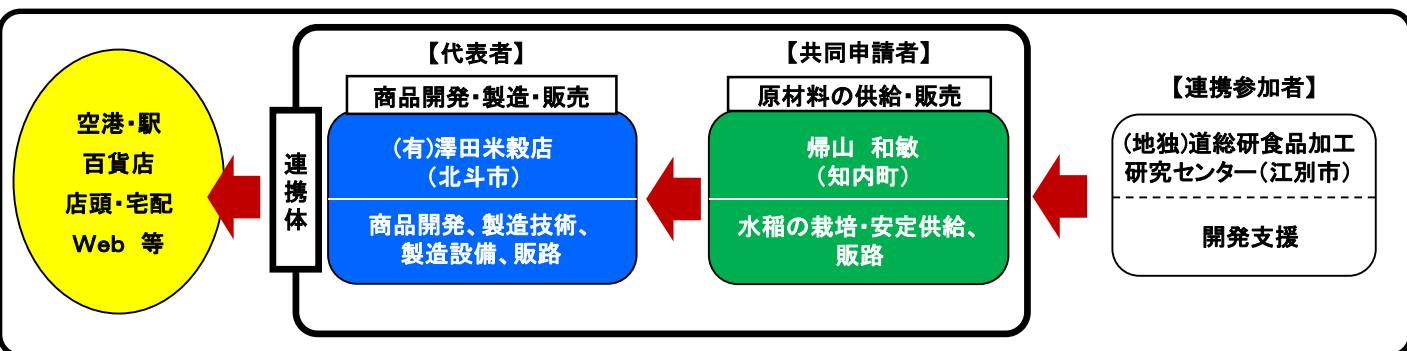 空港・駅
百貨店
店頭・宅配
Web 等
連携体
【代表者】
商品開発・製造・販売
(有)澤田米穀店
(北斗市)
商品開発、製造技術、
製造設備、販路
【共同申請者】
原材料の供給・販売
帰山 和敏
(知内町)
水稲の栽培・安定供給、
販路
【連携参加者】
(地独)道総研食品加工
研究センター(江別市)
開発支援